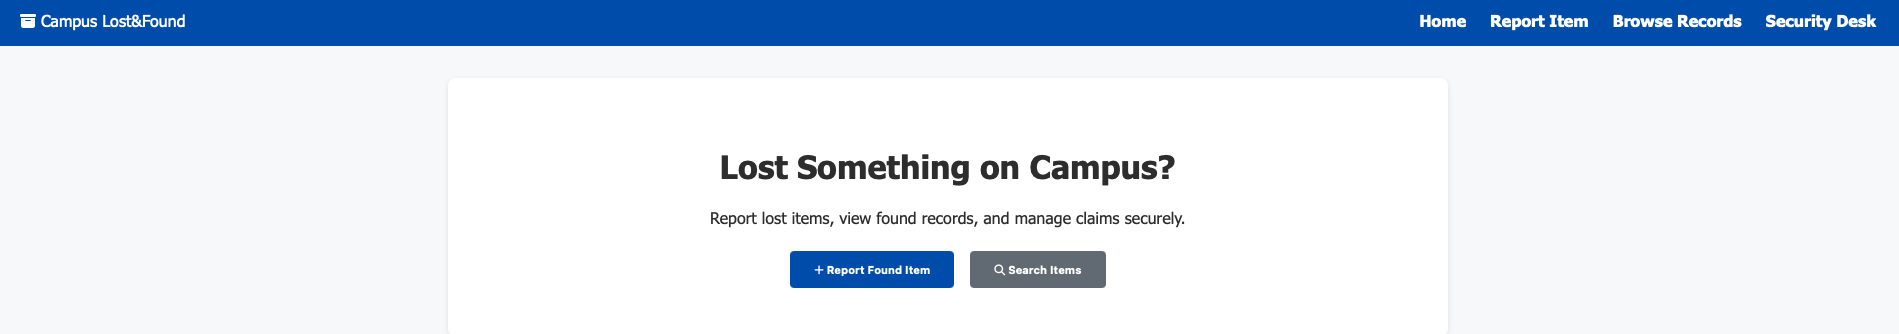 Campus Lost&Found
Home Report Item Browse Records Security Desk
Lost Something on Campus?
Report lost items, view found records, and manage claims securely.
+ Report Found Item
Search Items